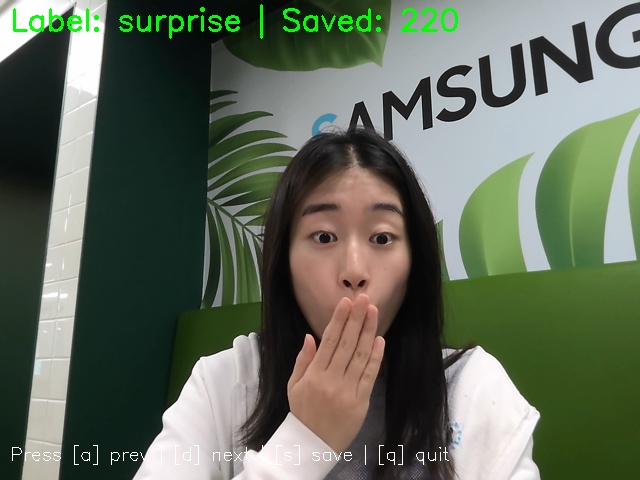 Label: surprise | Saved: 220
SAMSUNG
Press [a] prev | [d] next | [s] save | [q] quit